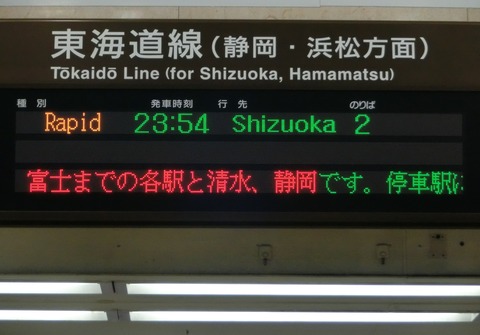 東海道線（静岡・浜松方面）
Tōkaidō Line (for Shizuoka, Hamamatsu)
種別 発車時刻 行先 のりば
Rapid 23:54 Shizuoka 2
富士までの各駅と清水、静岡です。停車駅は